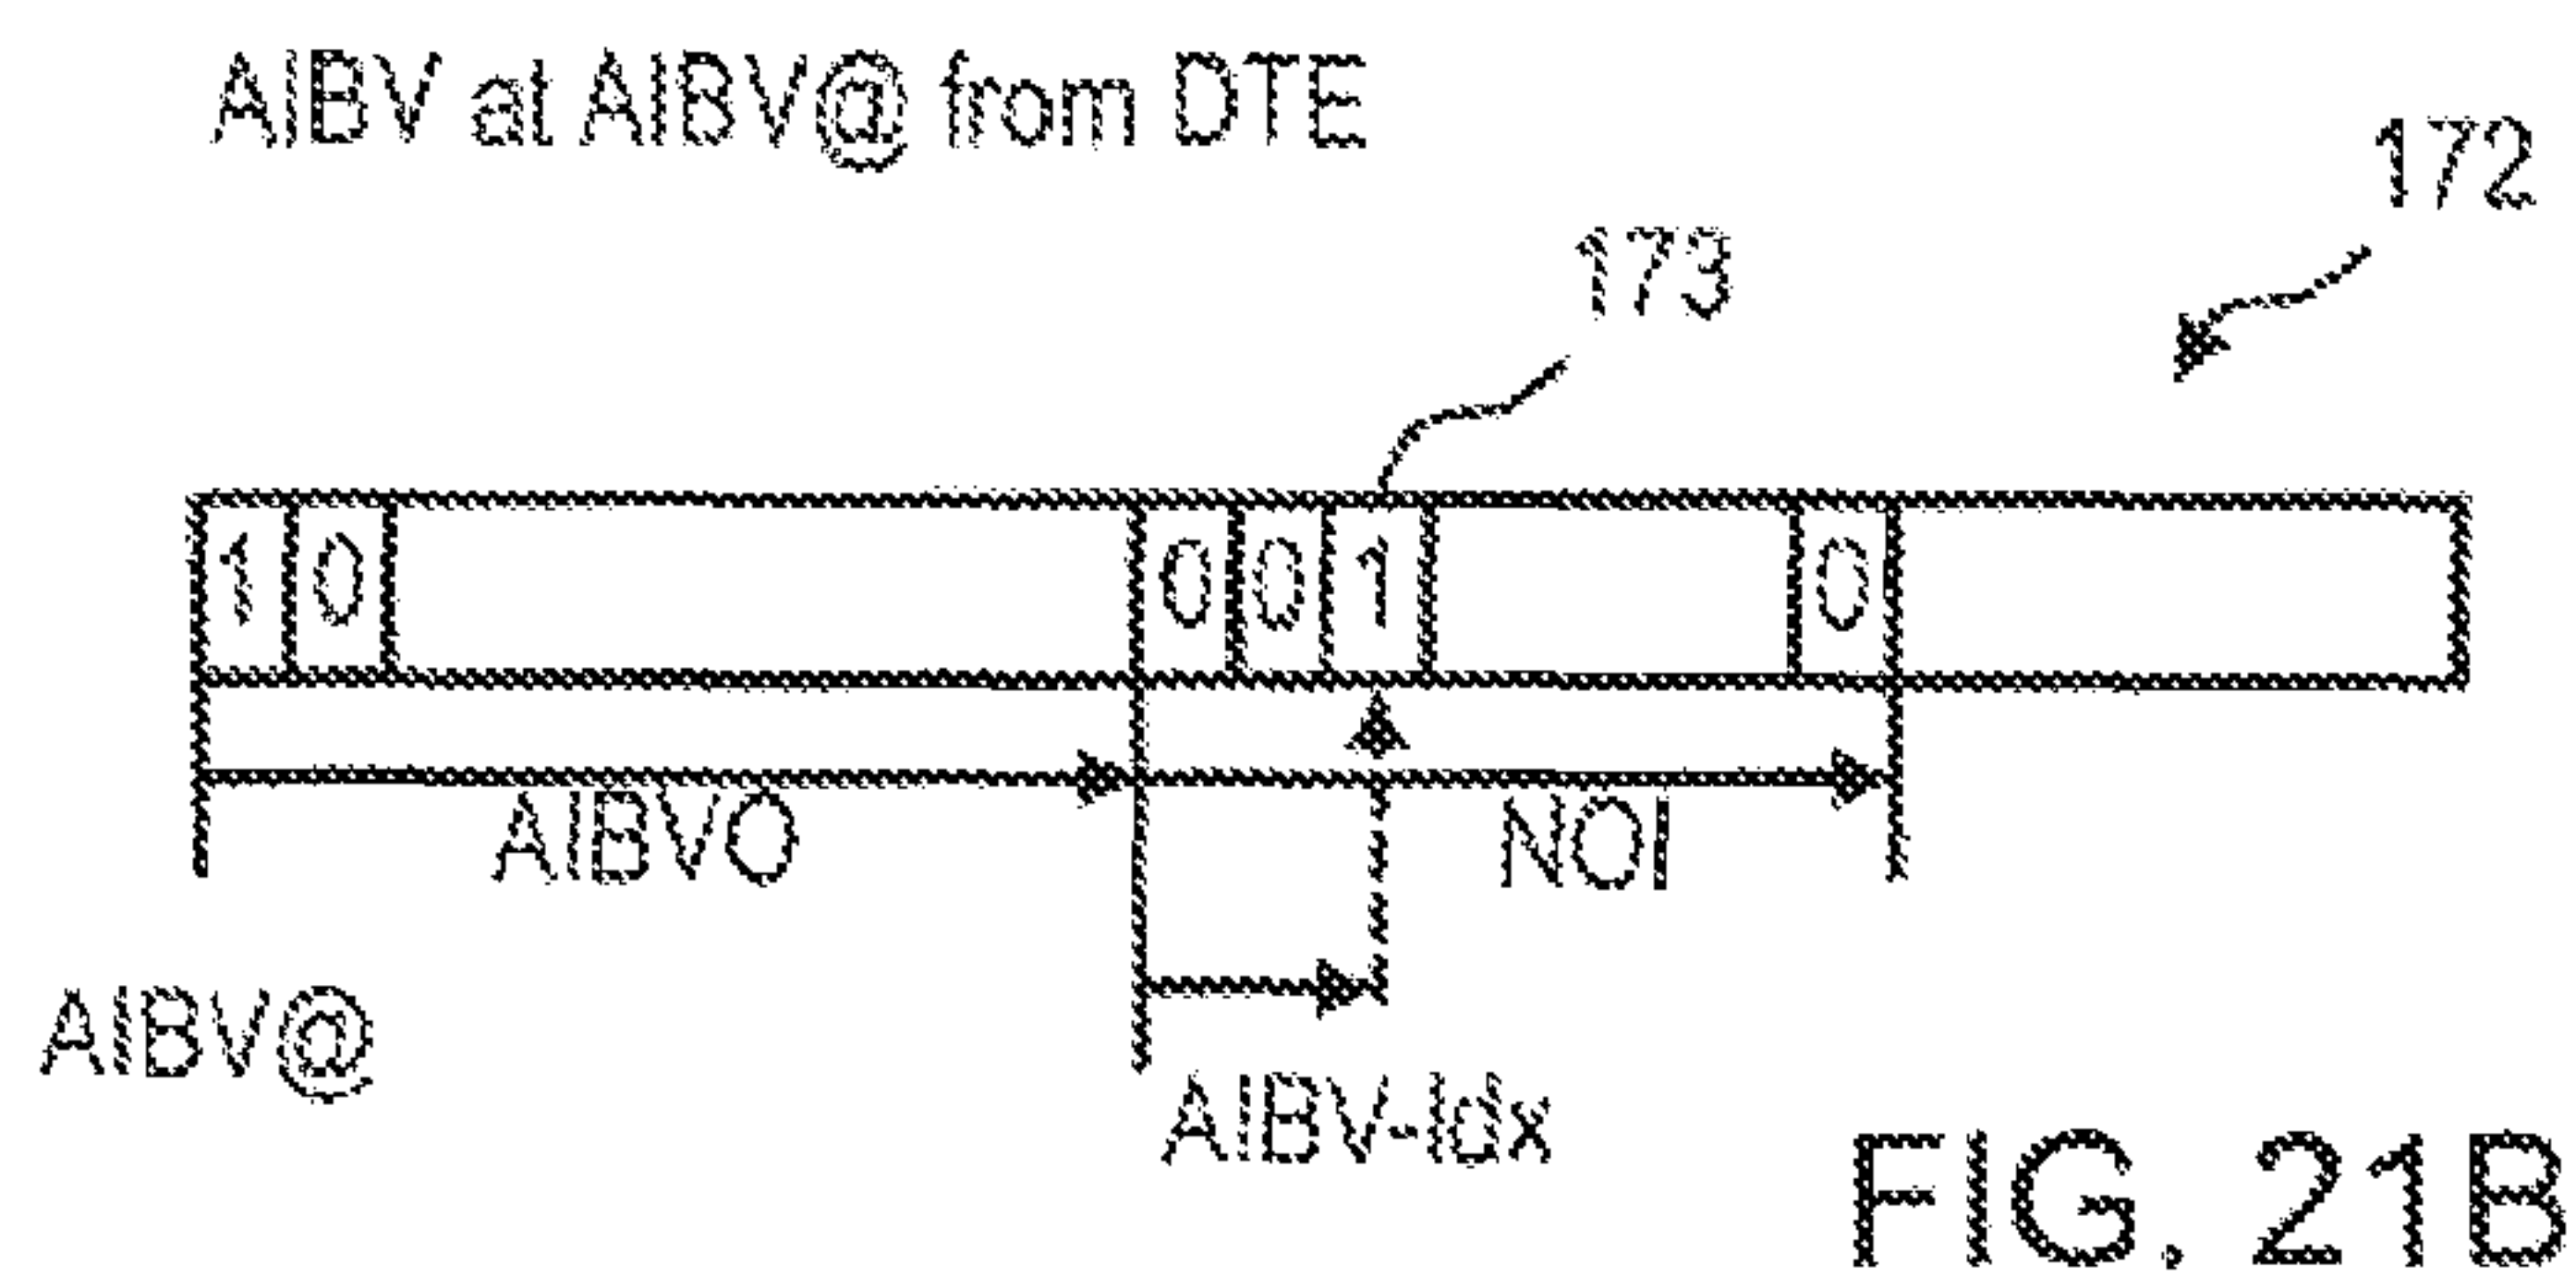 AIBV at AIBV@ from DTE
172
173
1 0 0 0 1 0
AIBVO NOI
AIBV@
AIBV-Idx
FIG. 21B